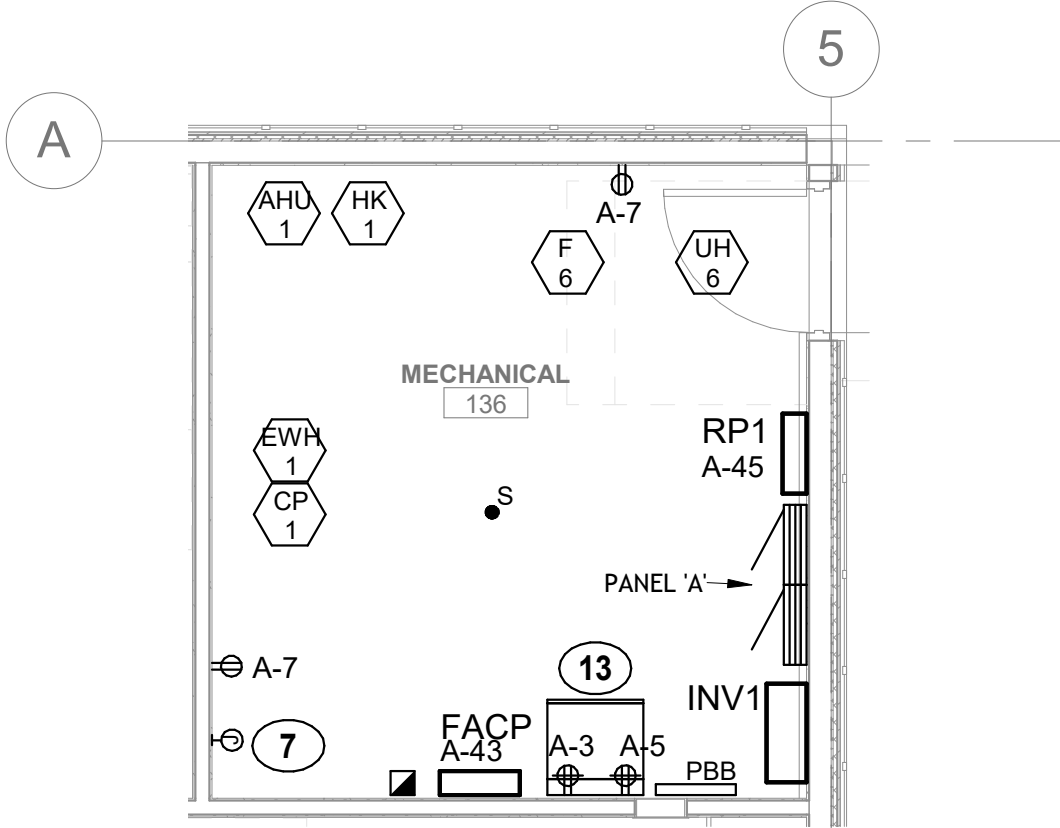 5
A
AHU
1
HK
1
A-7
F
6
UH
6
MECHANICAL
136
RP1
A-45
EWH
1
CP
1
S
PANEL 'A'
A-7
13
INV1
7
FACP
A-43
A-3
A-5
PBB